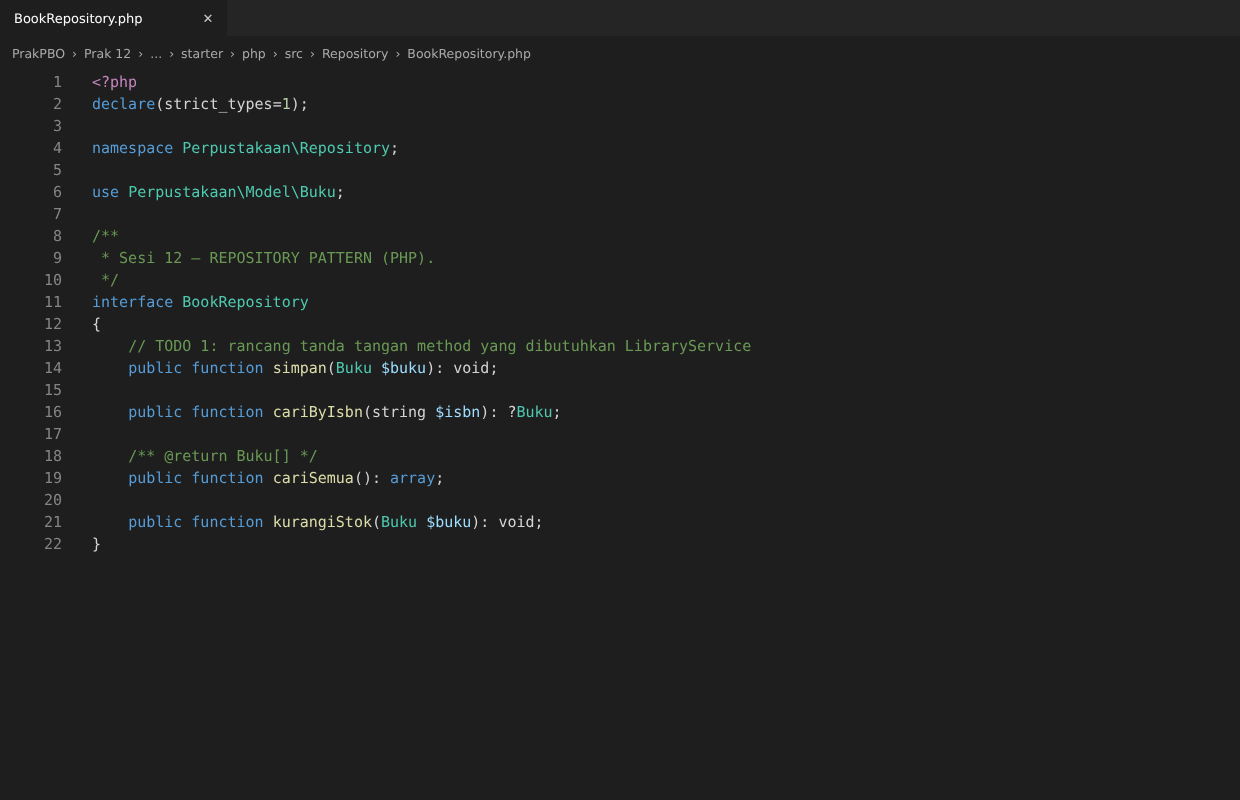 BookRepository.php ×
PrakPBO › Prak 12 › ... › starter › php › src › Repository › BookRepository.php
1 <?php
2 declare(strict_types=1);
3
4 namespace Perpustakaan\Repository;
5
6 use Perpustakaan\Model\Buku;
7
8 /**
9  * Sesi 12 — REPOSITORY PATTERN (PHP).
10  */
11 interface BookRepository
12 {
13     // TODO 1: rancang tanda tangan method yang dibutuhkan LibraryService
14     public function simpan(Buku $buku): void;
15
16     public function cariByIsbn(string $isbn): ?Buku;
17
18     /** @return Buku[] */
19     public function cariSemua(): array;
20
21     public function kurangiStok(Buku $buku): void;
22 }